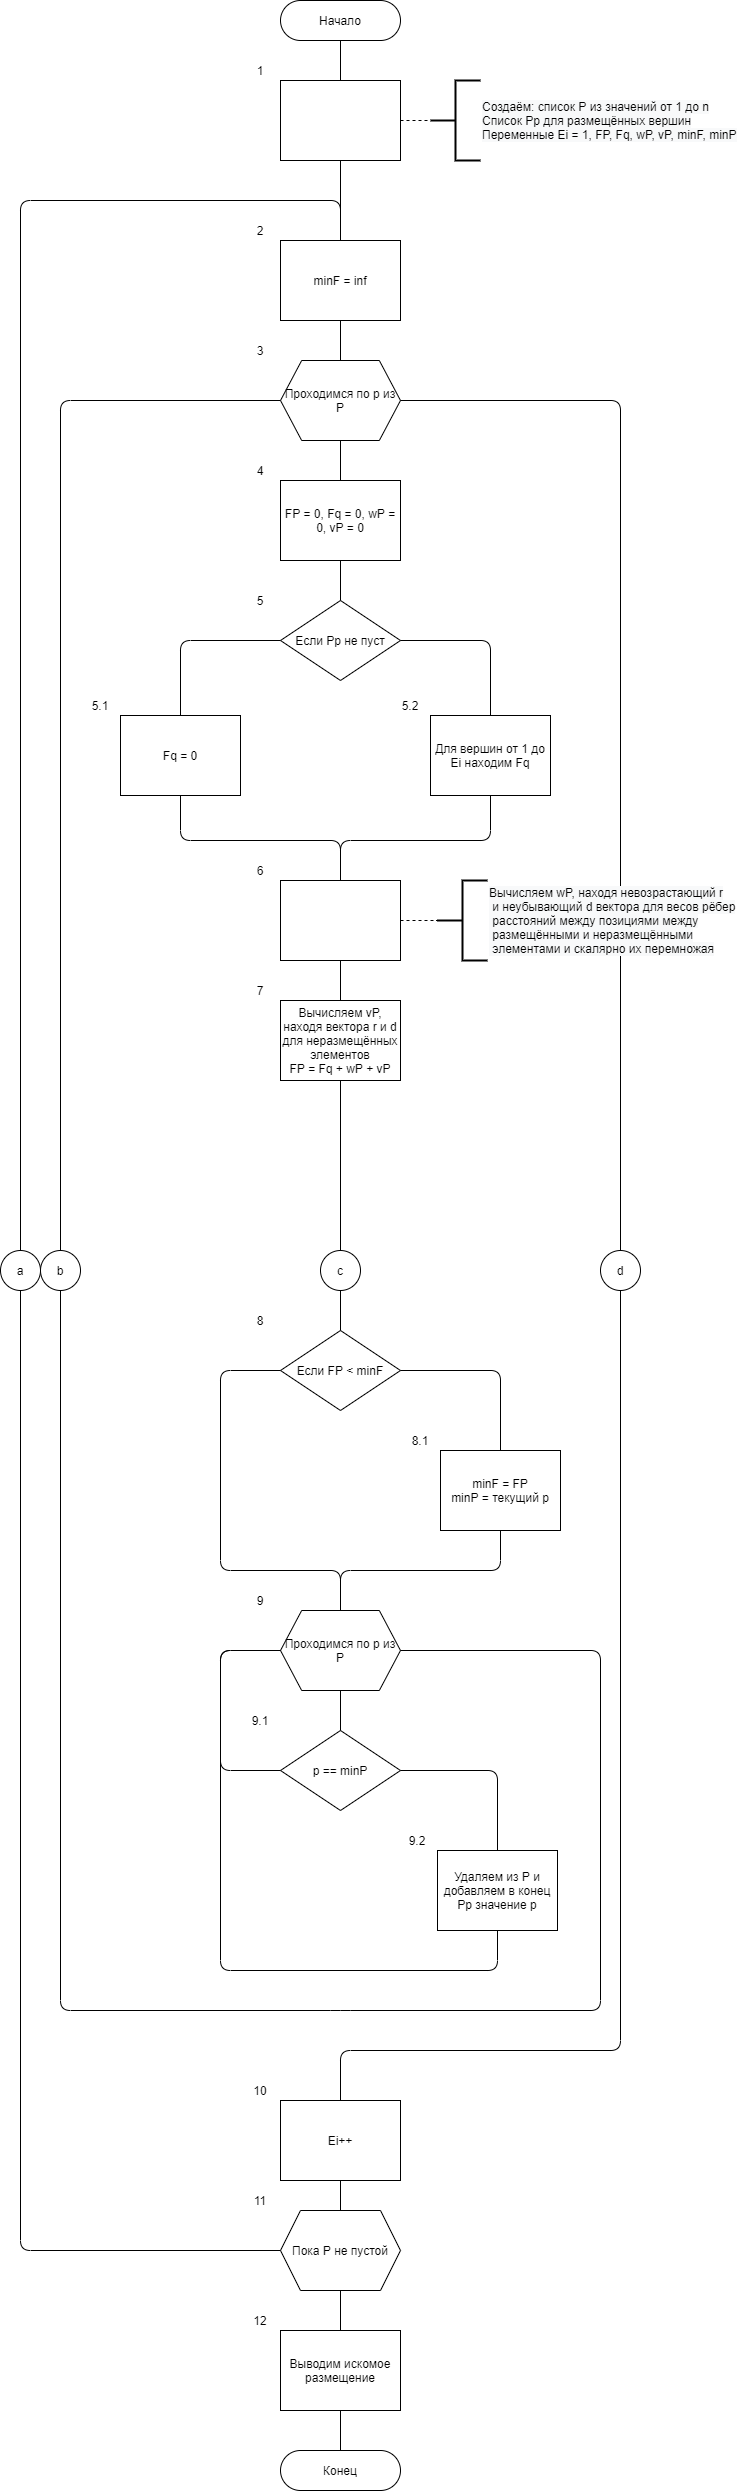 Начало
1
Создаём: список P из значений от 1 до n
Список Pp для размещённых вершин
Переменные Ei = 1, FP, Fq, wP, vP, minF, minP
2
minF = inf
3
Проходимся по p из
P
4
FP = 0, Fq = 0, wP =
0, vP = 0
5
Если Pp не пуст
5.1
Fq = 0
5.2
Для вершин от 1 до
Ei находим Fq
6
Вычисляем wP, находя невозрастающий r
и неубывающий d вектора для весов рёбер
расстояний между позициями между
размещёнными и неразмещёнными
элементами и скалярно их перемножая
7
Вычисляем vP,
находя вектора r и d
для неразмещённых
элементов
FP = Fq + wP + vP
a
b
c
d
8
Если FP < minF
8.1
minF = FP
minP = текущий p
9
Проходимся по p из
P
9.1
p == minP
9.2
Удаляем из P и
добавляем в конец
Pp значение p
10
Ei++
11
Пока P не пустой
12
Выводим искомое
размещение
Конец